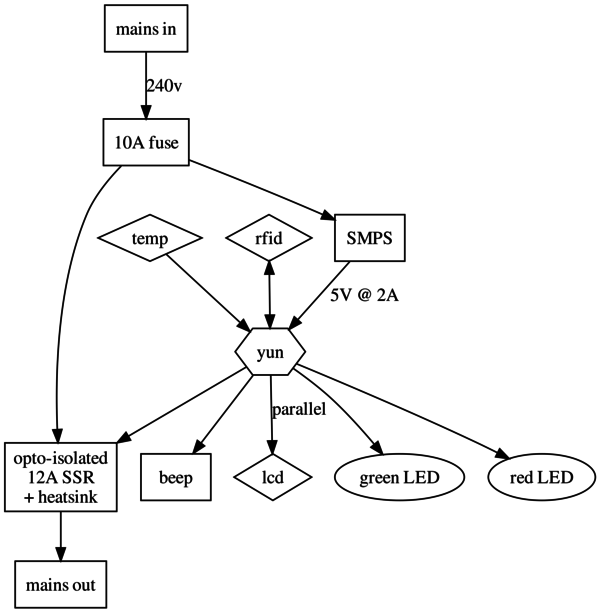 mains in
240v
10A fuse
temp
rfid
SMPS
5V @ 2A
yun
parallel
opto-isolated
12A SSR
+ heatsink
beep
lcd
green LED
red LED
mains out